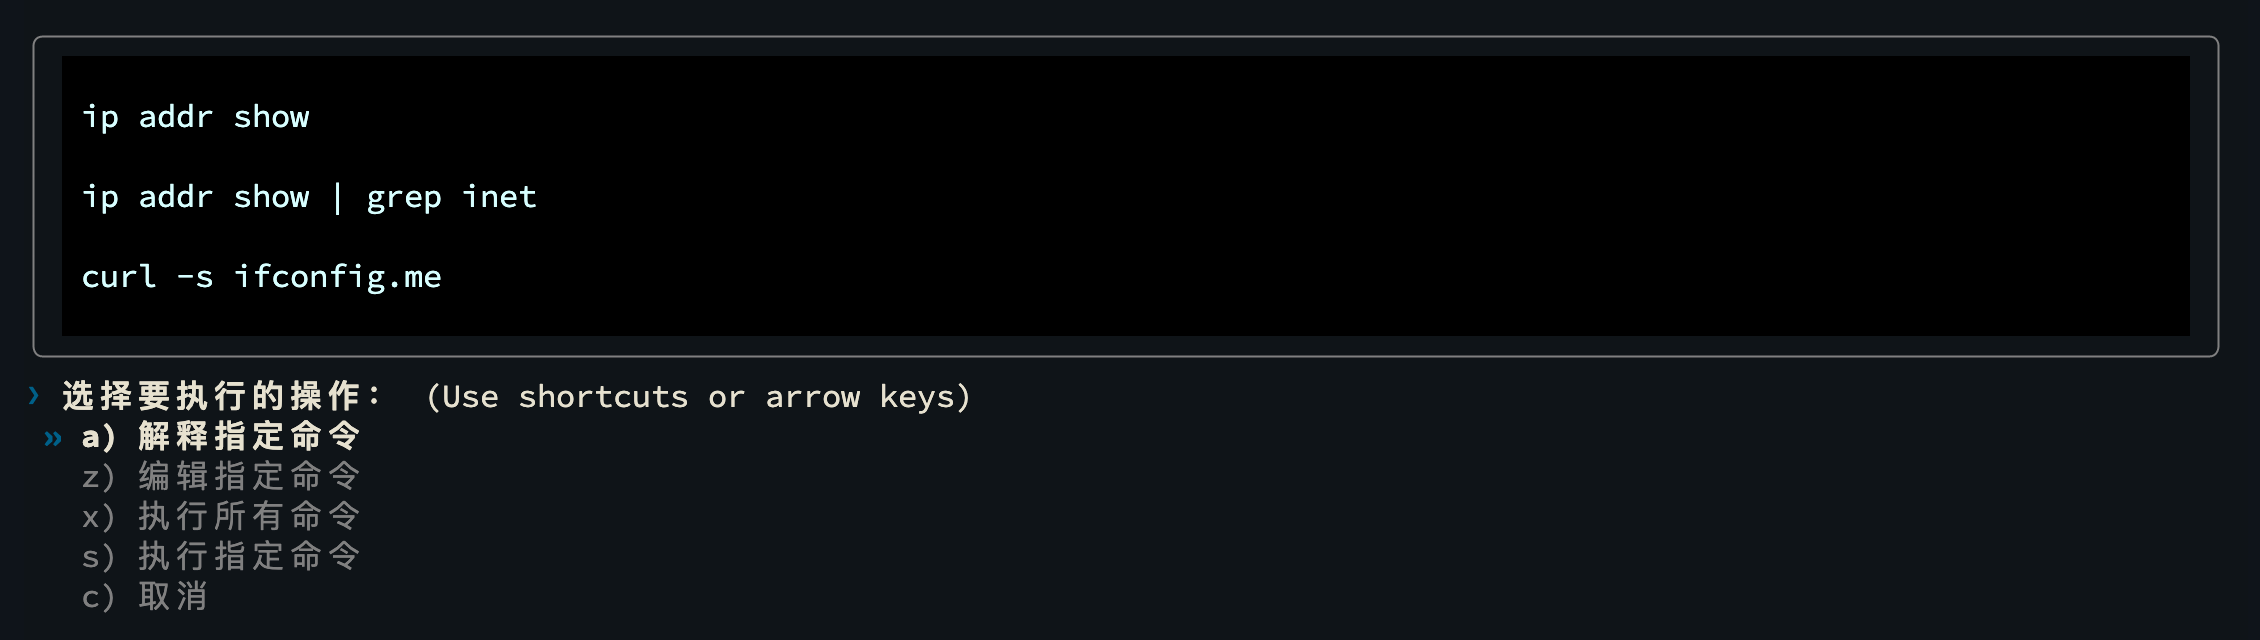 ip addr show
ip addr show | grep inet
curl -s ifconfig.me
› 选择要执行的操作： (Use shortcuts or arrow keys)
» a) 解释指定命令
z) 编辑指定命令
x) 执行所有命令
s) 执行指定命令
c) 取消